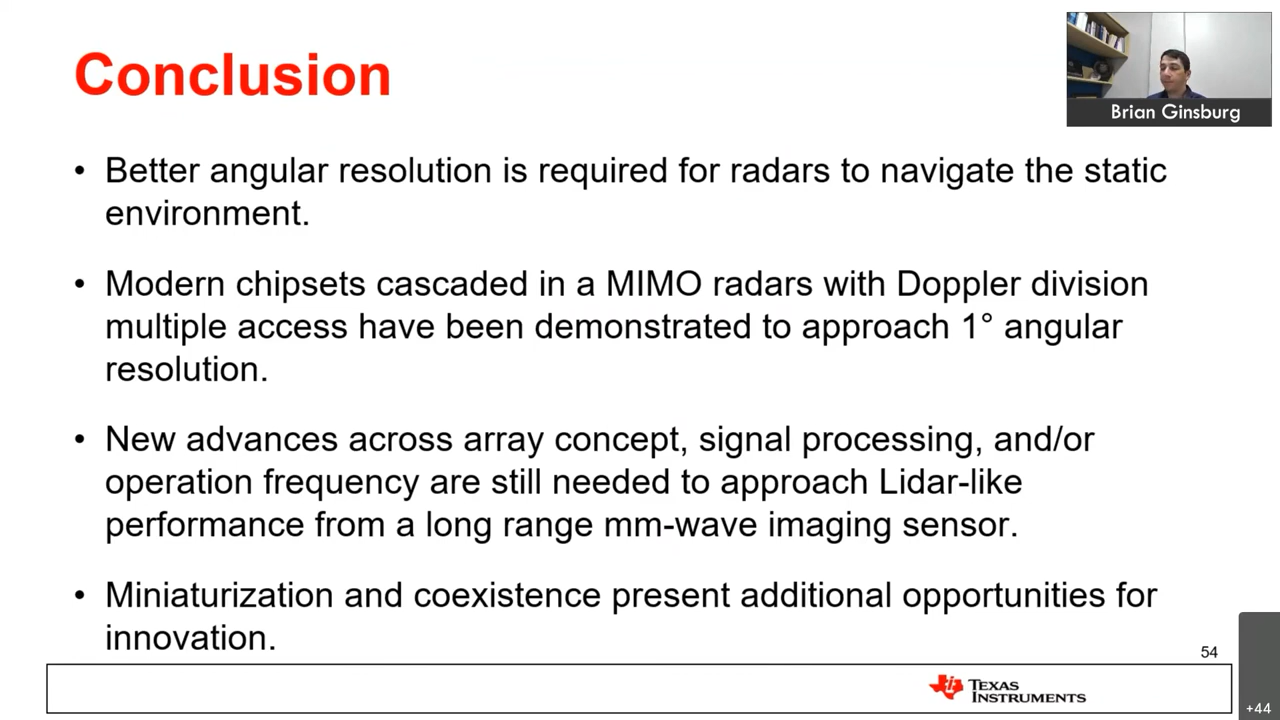 Conclusion
Brian Ginsburg
• Better angular resolution is required for radars to navigate the static
environment.
• Modern chipsets cascaded in a MIMO radars with Doppler division
multiple access have been demonstrated to approach 1° angular
resolution.
• New advances across array concept, signal processing, and/or
operation frequency are still needed to approach Lidar-like
performance from a long range mm-wave imaging sensor.
• Miniaturization and coexistence present additional opportunities for
innovation.
54
TEXAS
INSTRUMENTS
+44